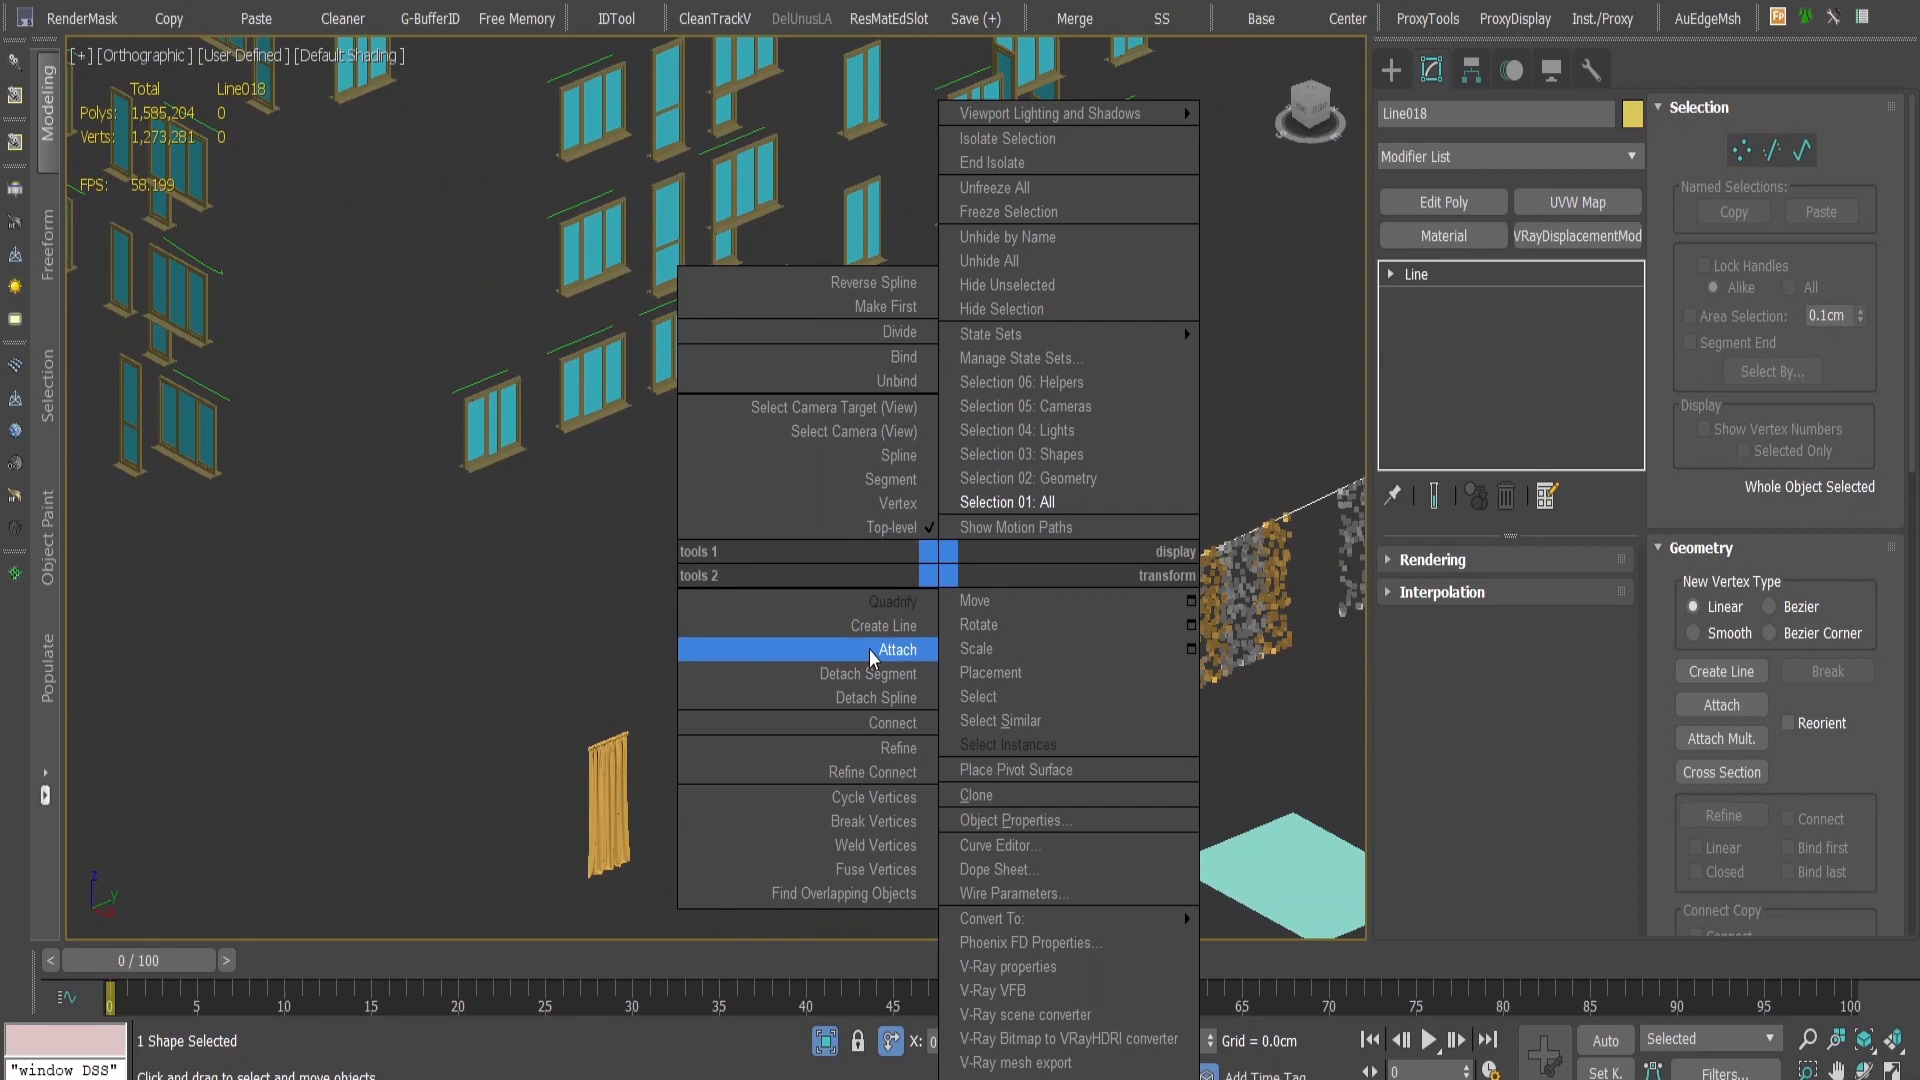 RenderMask Copy Paste Cleaner G-BufferID Free Memory IDTool CleanTrackV DelUnusLA ResMatEdSlot Save (+) Merge SS Base Center ProxyTools ProxyDisplay Inst./Proxy AuEdgeMsh
[+] [Orthographic ] [User Defined ] [Default Shading ]
Total Line018
Polys: 1,585,204 0
Verts: 1,273,281 0
FPS: 58.199
Modeling
Freeform
Selection
Object Paint
Populate
Reverse Spline
Make First
Divide
Bind
Unbind
Select Camera Target (View)
Select Camera (View)
Spline
Segment
Vertex
Top-level
tools 1
tools 2
Quadrify
Create Line
Attach
Detach Segment
Detach Spline
Connect
Refine
Refine Connect
Cycle Vertices
Break Vertices
Weld Vertices
Fuse Vertices
Find Overlapping Objects
Viewport Lighting and Shadows
Isolate Selection
End Isolate
Unfreeze All
Freeze Selection
Unhide by Name
Unhide All
Hide Unselected
Hide Selection
State Sets
Manage State Sets...
Selection 06: Helpers
Selection 05: Cameras
Selection 04: Lights
Selection 03: Shapes
Selection 02: Geometry
Selection 01: All
Show Motion Paths
display
transform
Move
Rotate
Scale
Placement
Select
Select Similar
Select Instances
Place Pivot Surface
Clone
Object Properties...
Curve Editor...
Dope Sheet...
Wire Parameters...
Convert To:
Phoenix FD Properties...
V-Ray properties
V-Ray VFB
V-Ray scene converter
V-Ray Bitmap to VRayHDRI converter
V-Ray mesh export
Line018
Modifier List
Edit Poly UVW Map
Material VRayDisplacementMod
Line
Rendering
Interpolation
Selection
Named Selections:
Copy Paste
Lock Handles
Alike All
Area Selection: 0.1cm
Segment End
Select By...
Display
Show Vertex Numbers
Selected Only
Whole Object Selected
Geometry
New Vertex Type
Linear Bezier
Smooth Bezier Corner
Create Line Break
Attach
Reorient
Attach Mult.
Cross Section
Refine Connect
Linear Bind first
Closed Bind last
Connect Copy
Connect
< 0 / 100 >
0 5 10 15 20 25 30 35 40 45 65 70 75 80 85 90 95 100
1 Shape Selected X: 0 Grid = 0.0cm Auto Selected
"window DSS" Click and drag to select and move objects Add Time Tag 0 Set K. Filters...